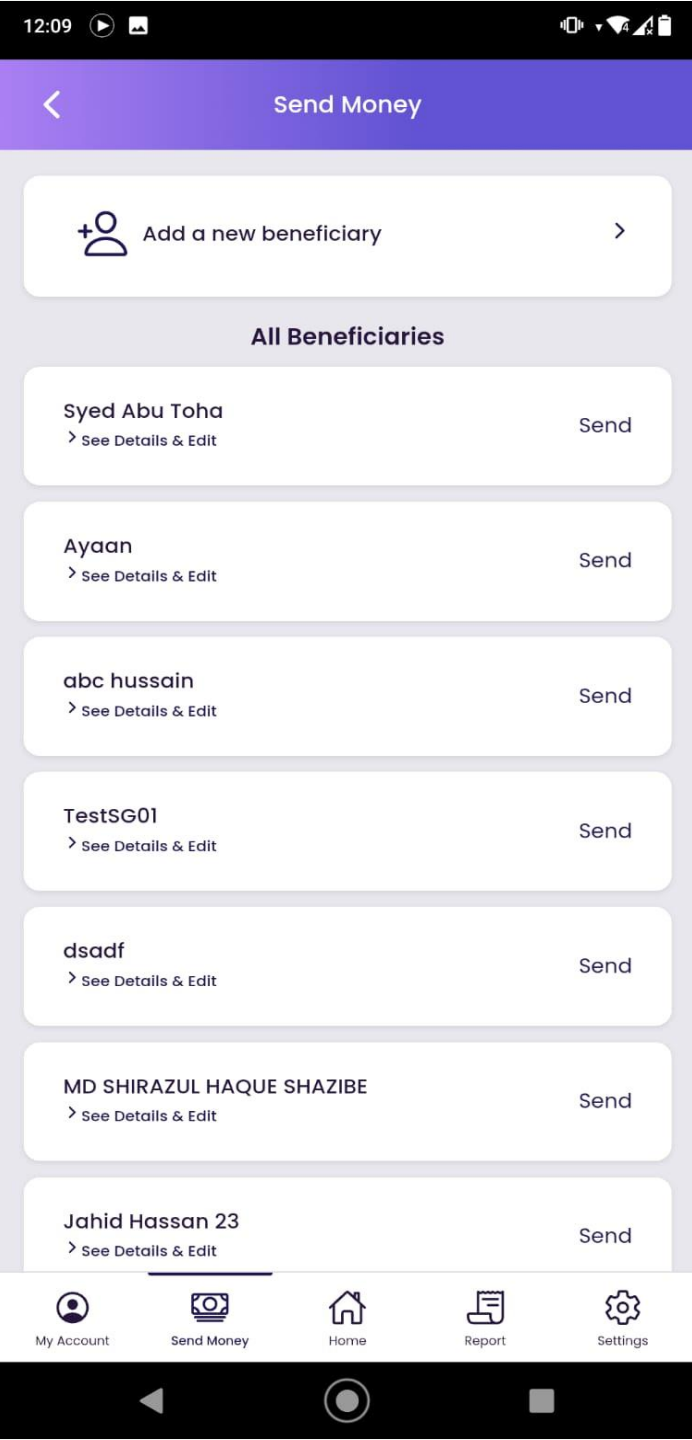 12:09
Send Money
Add a new beneficiary
All Beneficiaries
Syed Abu Toha
See Details & Edit
Send
Ayaan
See Details & Edit
Send
abc hussain
See Details & Edit
Send
TestSG01
See Details & Edit
Send
dsadf
See Details & Edit
Send
MD SHIRAZUL HAQUE SHAZIBE
See Details & Edit
Send
Jahid Hassan 23
See Details & Edit
Send
My Account
Send Money
Home
Report
Settings